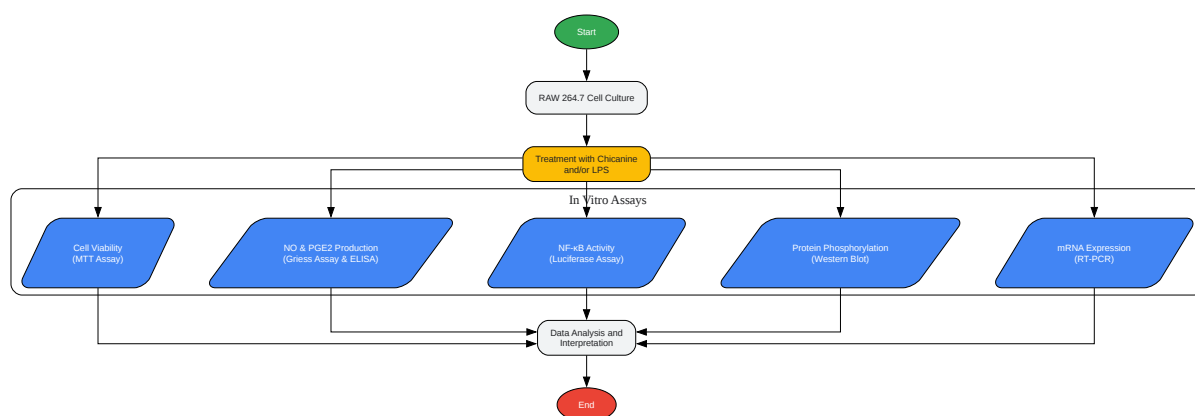 Start
RAW 264.7 Cell Culture
Treatment with Chicanine
and/or LPS
In Vitro Assays
Cell Viability
(MTT Assay)
NO & PGE2 Production
(Griess Assay & ELISA)
NF-κB Activity
(Luciferase Assay)
Protein Phosphorylation
(Western Blot)
mRNA Expression
(RT-PCR)
Data Analysis and
Interpretation
End